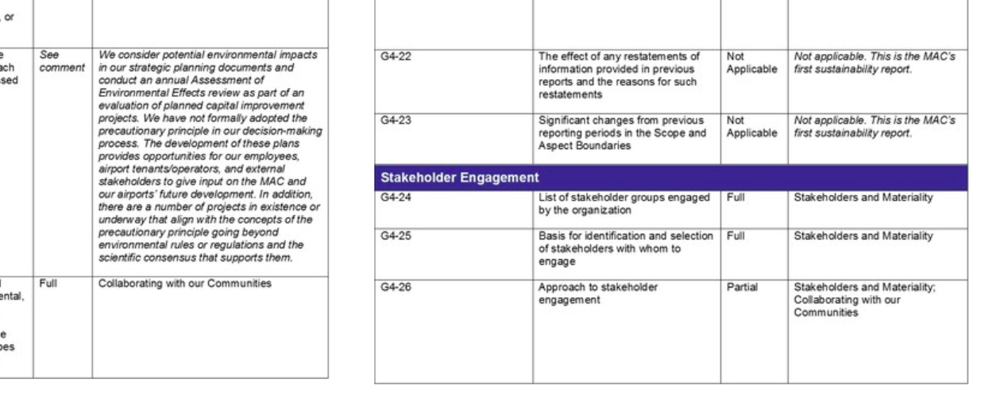 , or
e
ach
ssed
See
comment
We consider potential environmental impacts
in our strategic planning documents and
conduct an annual Assessment of
Environmental Effects review as part of an
evaluation of planned capital improvement
projects. We have not formally adopted the
precautionary principle in our decision-making
process. The development of these plans
provides opportunities for our employees,
airport tenants/operators, and external
stakeholders to give input on the MAC and
our airports' future development. In addition,
there are a number of projects in existence or
underway that align with the concepts of the
precautionary principle going beyond
environmental rules or regulations and the
scientific consensus that supports them.
ental,
e
pes
Full
Collaborating with our Communities
G4-22
The effect of any restatements of
information provided in previous
reports and the reasons for such
restatements
Not
Applicable
Not applicable. This is the MAC's
first sustainability report.
G4-23
Significant changes from previous
reporting periods in the Scope and
Aspect Boundaries
Not
Applicable
Not applicable. This is the MAC's
first sustainability report.
Stakeholder Engagement
G4-24
List of stakeholder groups engaged
by the organization
Full
Stakeholders and Materiality
G4-25
Basis for identification and selection
of stakeholders with whom to
engage
Full
Stakeholders and Materiality
G4-26
Approach to stakeholder
engagement
Partial
Stakeholders and Materiality;
Collaborating with our
Communities